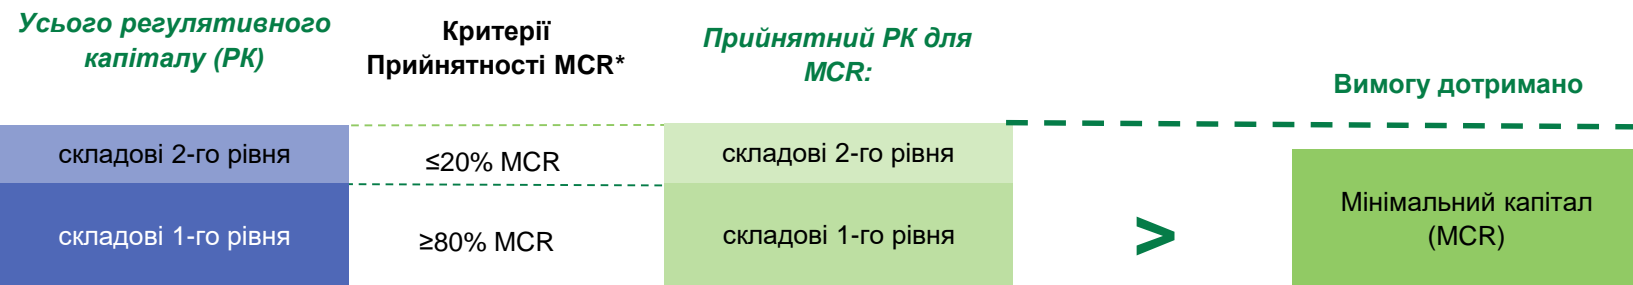 Усього регулятивного
капіталу (РК)
Критерії
Прийнятності MCR*
Прийнятний РК для
MCR:
Вимогу дотримано
складові 2-го рівня
≤20% MCR
складові 2-го рівня
складові 1-го рівня
≥80% MCR
складові 1-го рівня
>
Мінімальний капітал
(MCR)